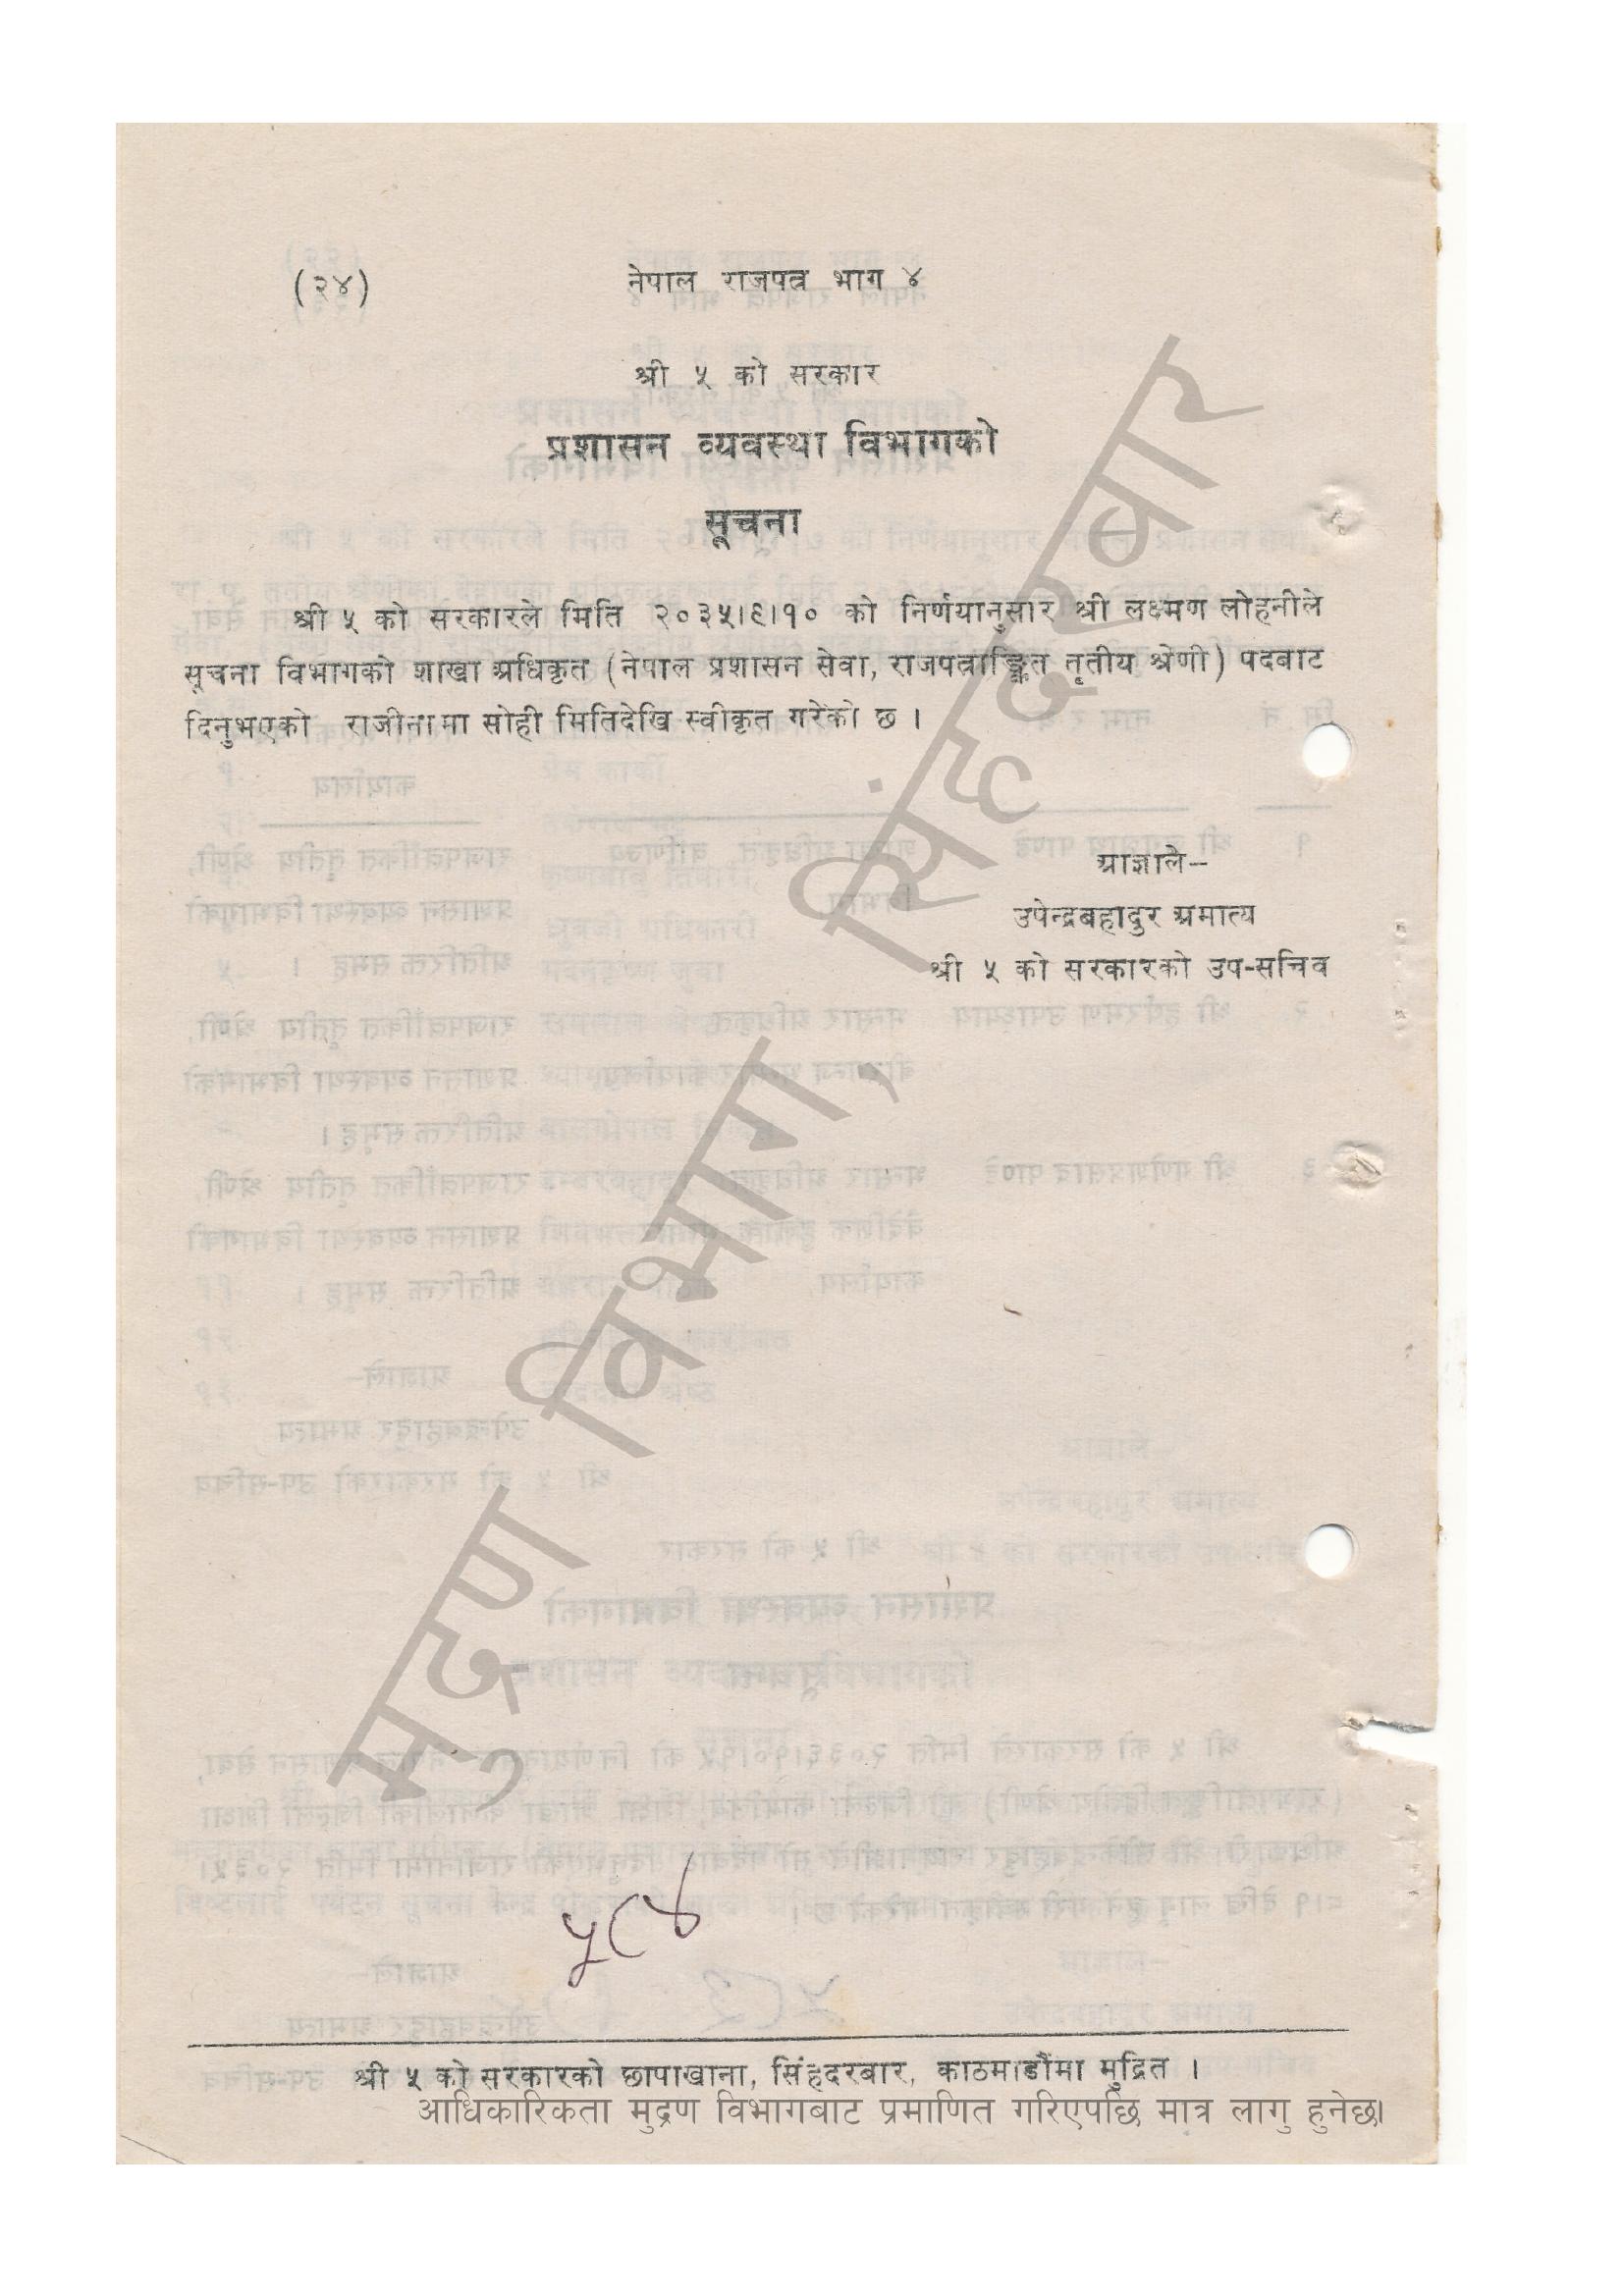 (२४)
नेपाल राजपत्र भाग ४
श्री ५ को सरकार
प्रशासन व्यवस्था विभागको
सूचना
श्री ५ को सरकारले मिति २०३५।९।१० को निर्णयानुसार श्री लक्ष्मण लोहनीले
सूचना विभागको शाखा अधिकृत (नेपाल प्रशासन सेवा, राजपत्राङ्कित तृतीय श्रेणी) पदबाट
दिनुभएको राजीनामा सोही मितिदेखि स्वीकृत गरेको छ ।
आज्ञाले–
उपेन्द्रबहादुर अमात्य
श्री ५ को सरकारको उप-सचिव
मुद्रण विभाग, सिंहदरबार
श्री ५ को सरकारको छापाखाना, सिंहदरबार, काठमाडौंमा मुद्रित ।
आधिकारिकता मुद्रण विभागबाट प्रमाणित गरिएपछि मात्र लागु हुनेछ।